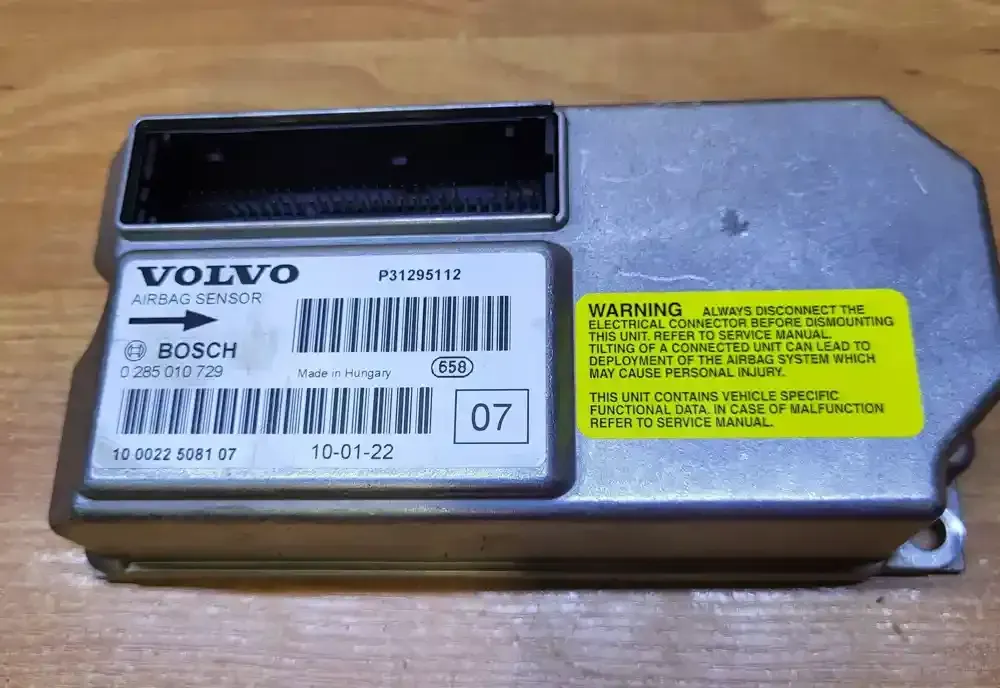 VOLVO
P31295112
AIRBAG SENSOR
BOSCH
0 285 010 729
Made in Hungary
658
07
10 0022 5081 07
10-01-22
WARNING ALWAYS DISCONNECT THE
ELECTRICAL CONNECTOR BEFORE DISMOUNTING
THIS UNIT. REFER TO SERVICE MANUAL.
TILTING OF A CONNECTED UNIT CAN LEAD TO
DEPLOYMENT OF THE AIRBAG SYSTEM WHICH
MAY CAUSE PERSONAL INJURY.
THIS UNIT CONTAINS VEHICLE SPECIFIC
FUNCTIONAL DATA. IN CASE OF MALFUNCTION
REFER TO SERVICE MANUAL.